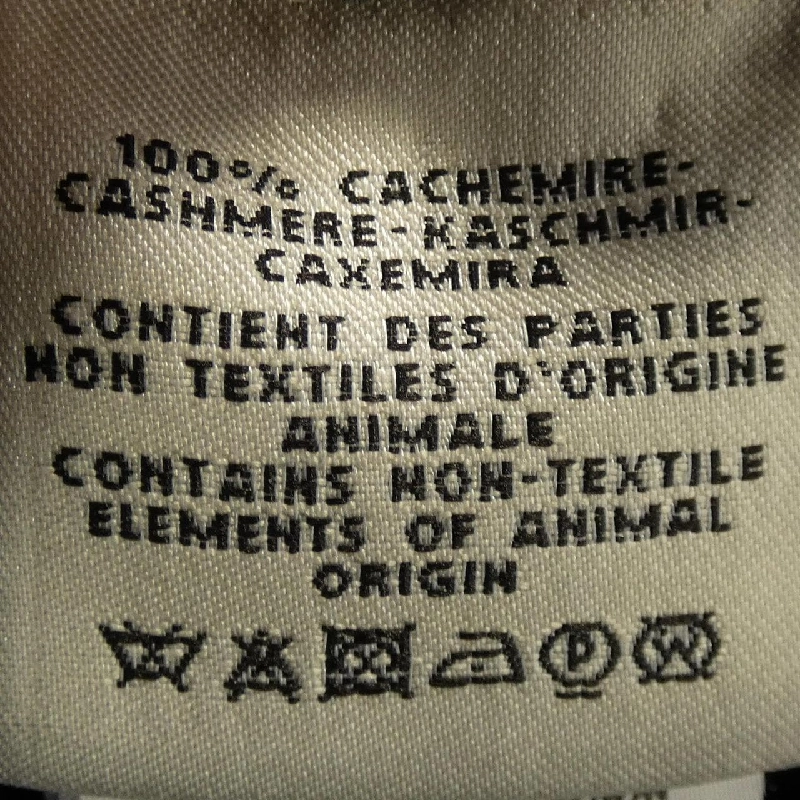 100% CACHEMIRE-
CASHMERE-KASCHMIR-
CAXEMIRA
CONTIENT DES PARTIES
NON TEXTILES D'ORIGINE
ANIMALE
CONTAINS NON-TEXTILE
ELEMENTS OF ANIMAL
ORIGIN
P W